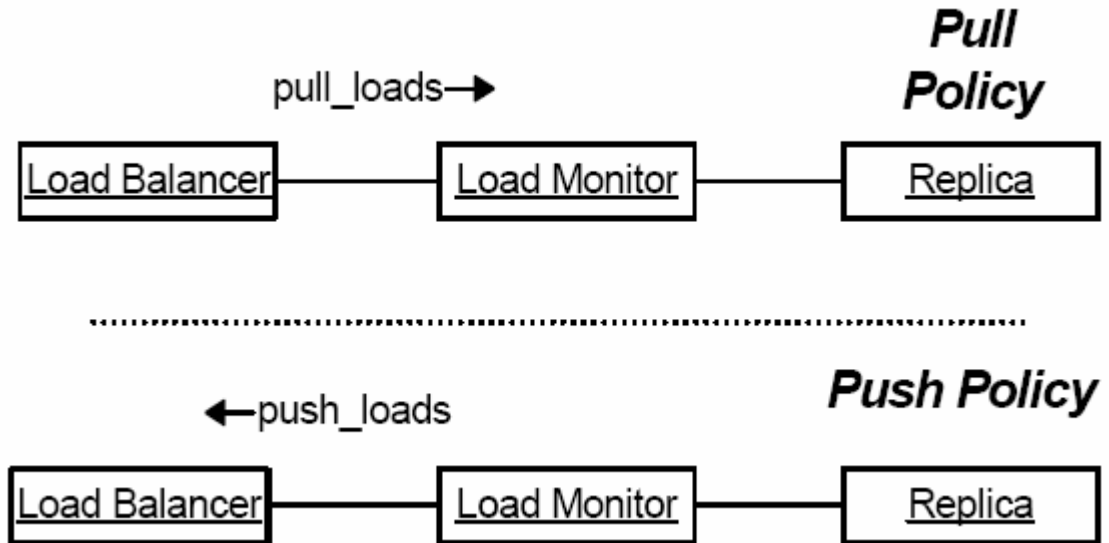 Pull
Policy
pull_loads
Load Balancer
Load Monitor
Replica
Push Policy
push_loads
Load Balancer
Load Monitor
Replica